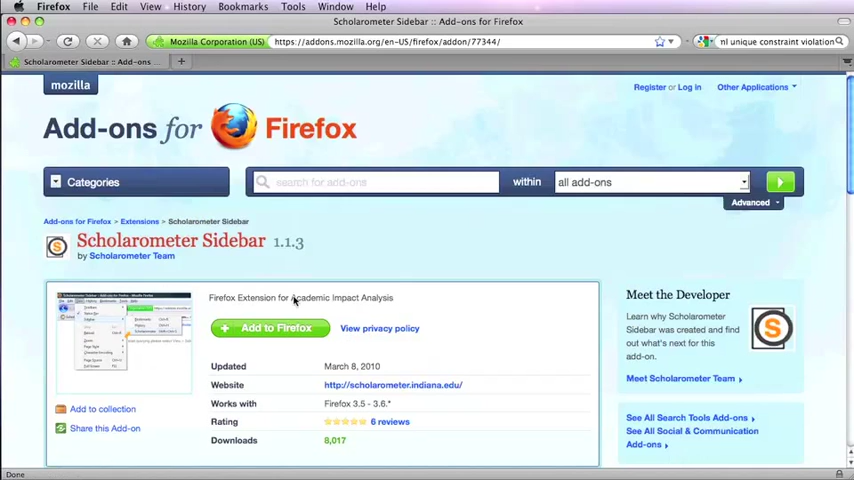 Firefox File Edit View History Bookmarks Tools Window Help
Scholarometer Sidebar :: Add-ons for Firefox
Mozilla Corporation (US) https://addons.mozilla.org/en-US/firefox/addon/77344/ nl unique constraint violation
Scholarometer Sidebar :: Add-ons ...
mozilla
Register or Log in Other Applications
Add-ons for Firefox
Categories search for add-ons within all add-ons
Advanced
Add-ons for Firefox › Extensions › Scholarometer Sidebar
Scholarometer Sidebar 1.1.3
by Scholarometer Team
Firefox Extension for Academic Impact Analysis
Add to Firefox View privacy policy
Updated March 8, 2010
Website http://scholarometer.indiana.edu/
Works with Firefox 3.5 - 3.6.*
Rating 6 reviews
Downloads 8,017
Add to collection
Share this Add-on
Meet the Developer
Learn why Scholarometer
Sidebar was created and find
out what's next for this
add-on.
Meet Scholarometer Team
See All Search Tools Add-ons
See All Social & Communication
Add-ons
Done